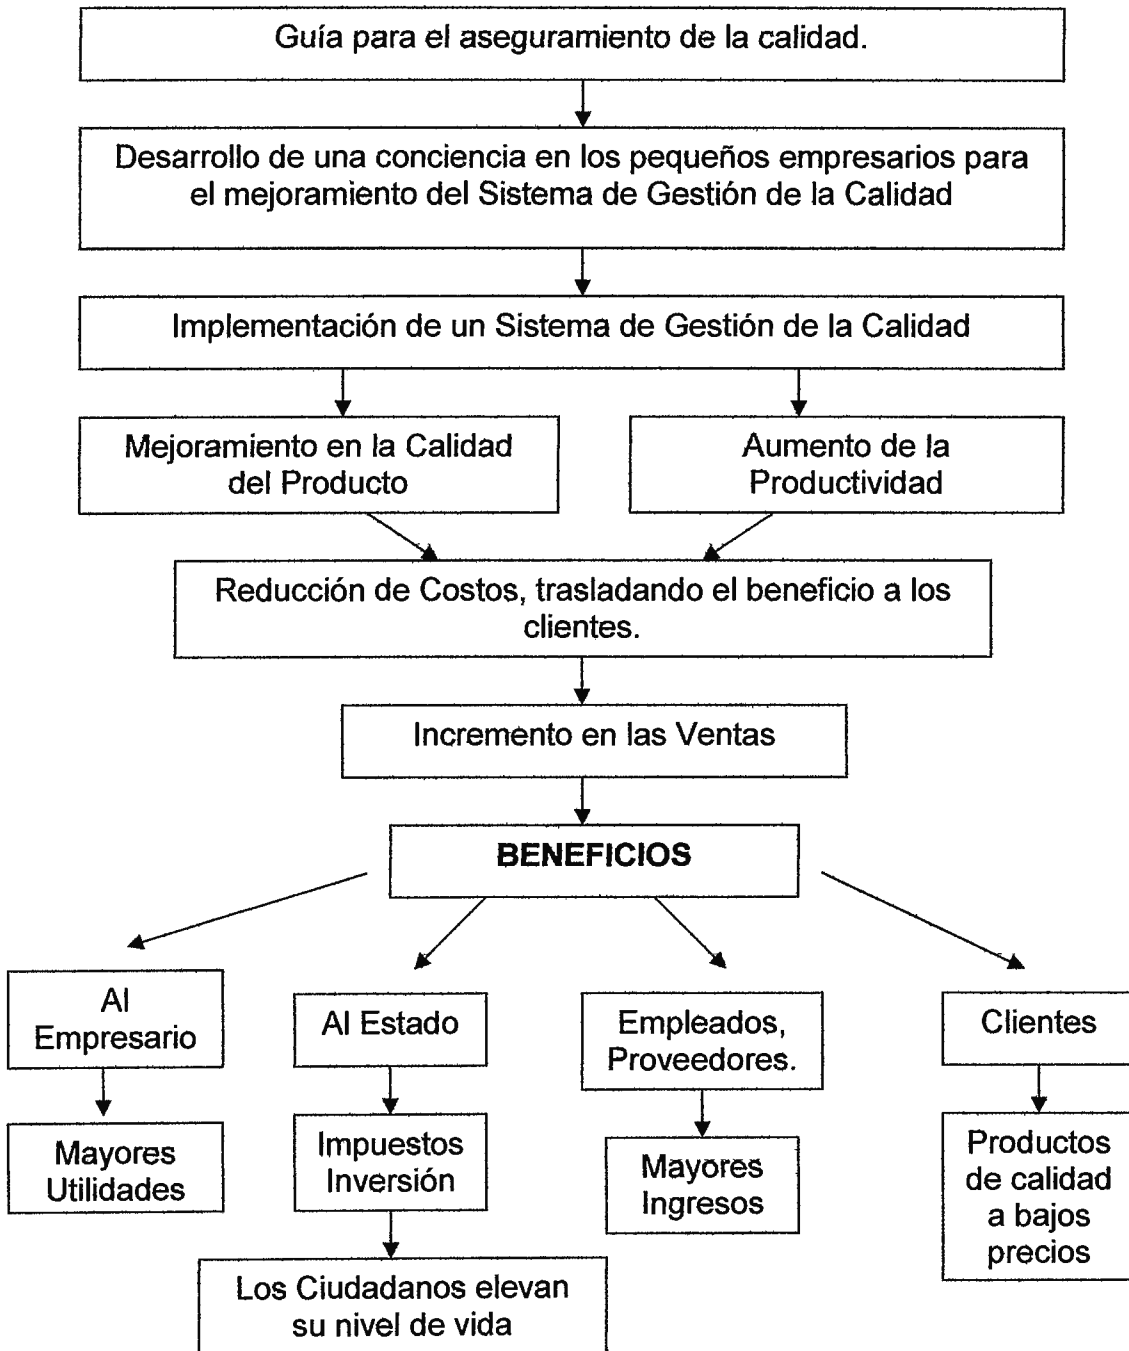 Guía para el aseguramiento de la calidad.
Desarrollo de una conciencia en los pequeños empresarios para
el mejoramiento del Sistema de Gestión de la Calidad
Implementación de un Sistema de Gestión de la Calidad
Mejoramiento en la Calidad
del Producto
Aumento de la
Productividad
Reducción de Costos, trasladando el beneficio a los
clientes.
Incremento en las Ventas
BENEFICIOS
Al
Empresario
Mayores
Utilidades
Al Estado
Impuestos
Inversión
Los Ciudadanos elevan
su nivel de vida
Empleados,
Proveedores.
Mayores
Ingresos
Clientes
Productos
de calidad
a bajos
precios